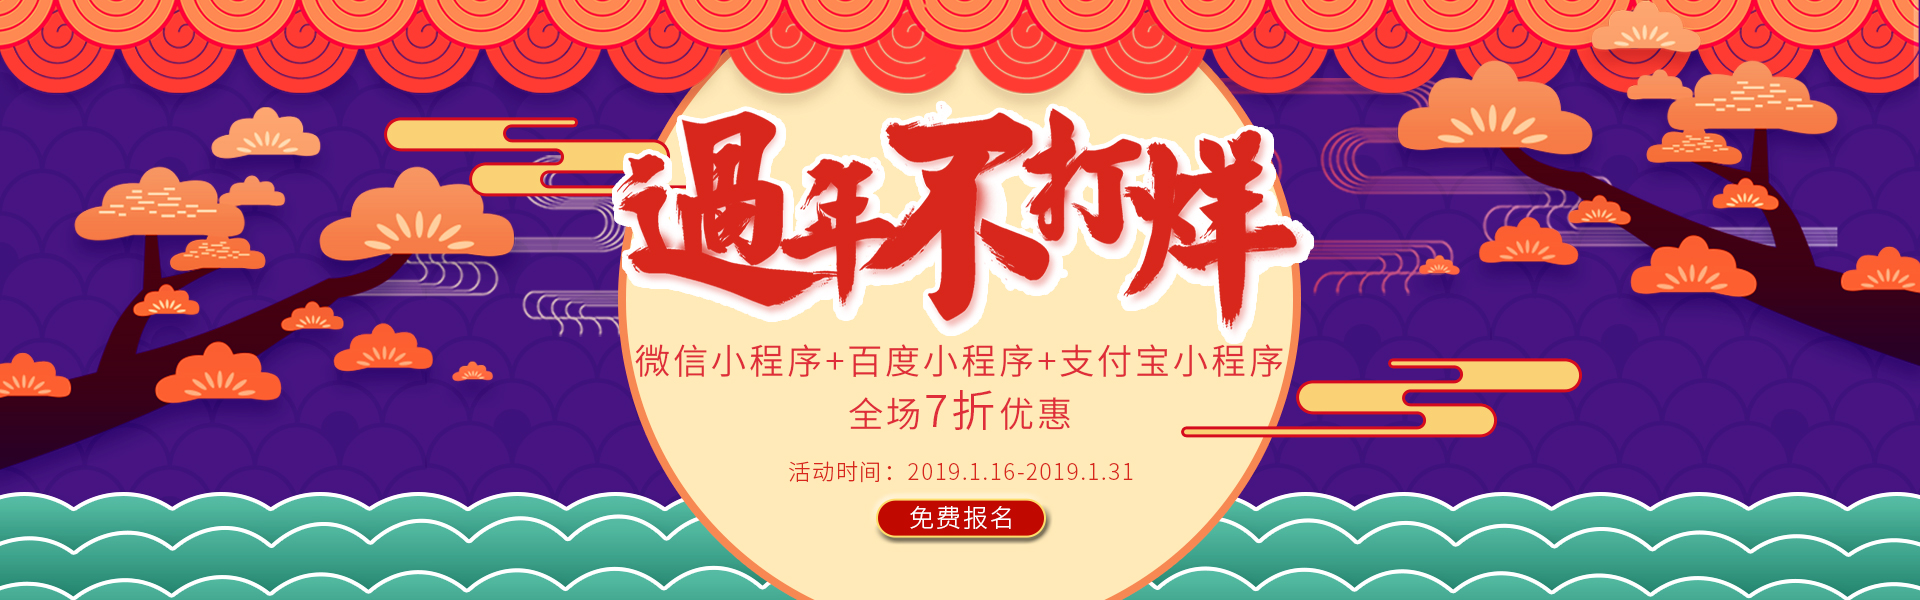 過年不打烊
微信小程序+百度小程序+支付宝小程序
全场7折优惠
活动时间：2019.1.16-2019.1.31
免费报名